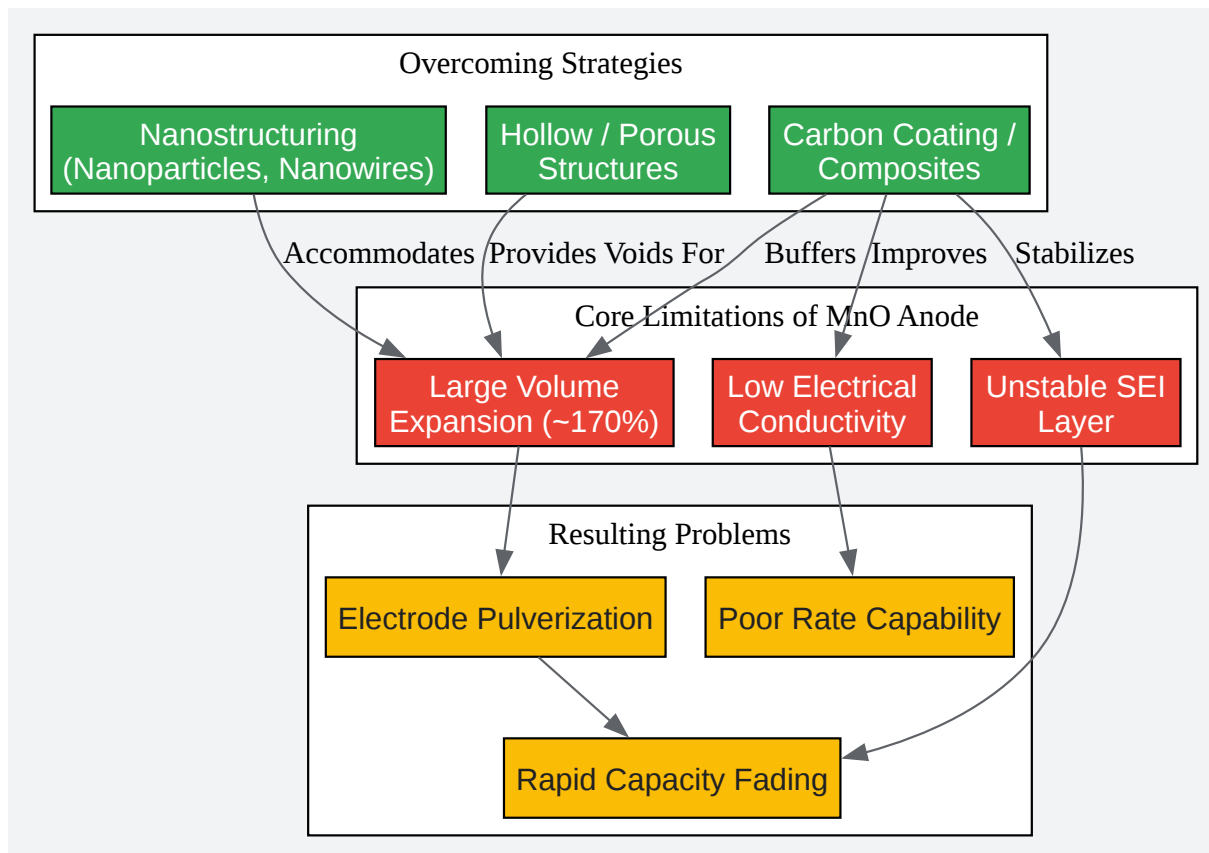 Overcoming Strategies
Nanostructuring
(Nanoparticles, Nanowires)
Hollow / Porous
Structures
Carbon Coating /
Composites
Accommodates
Provides Voids For
Buffers
Improves
Stabilizes
Core Limitations of MnO Anode
Large Volume
Expansion (~170%)
Low Electrical
Conductivity
Unstable SEI
Layer
Resulting Problems
Electrode Pulverization
Poor Rate Capability
Rapid Capacity Fading